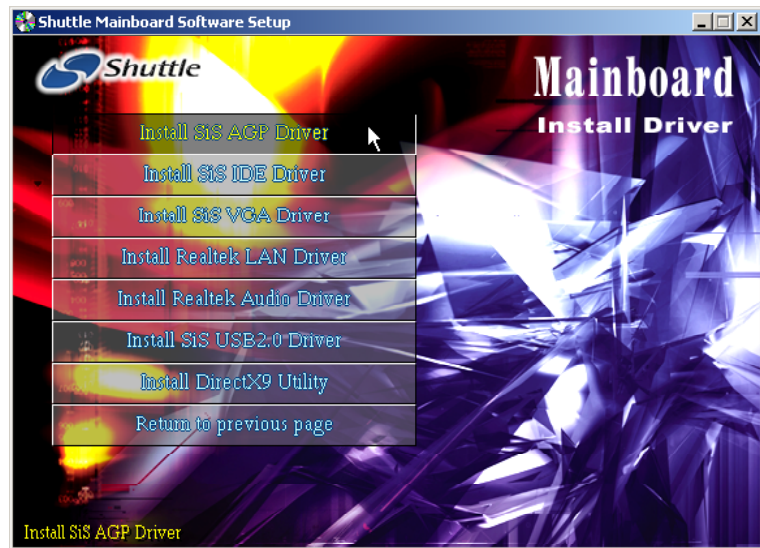 Shuttle Mainboard Software Setup
Shuttle
Mainboard
Install Driver
Install SiS AGP Driver
Install SiS IDE Driver
Install SiS VGA Driver
Install Realtek LAN Driver
Install Realtek Audio Driver
Install SiS USB2.0 Driver
Install DirectX9 Utility
Return to previous page
Install SiS AGP Driver